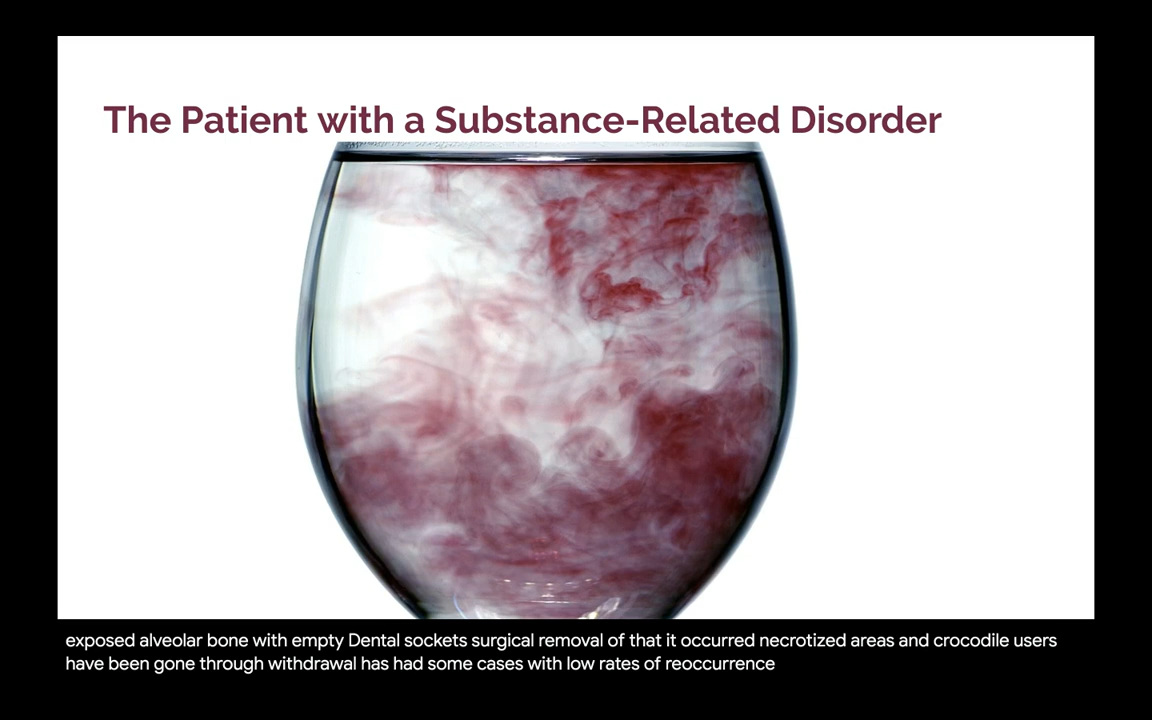 The Patient with a Substance-Related Disorder
exposed alveolar bone with empty Dental sockets surgical removal of that it occurred necrotized areas and crocodile users
have been gone through withdrawal has had some cases with low rates of reoccurrence